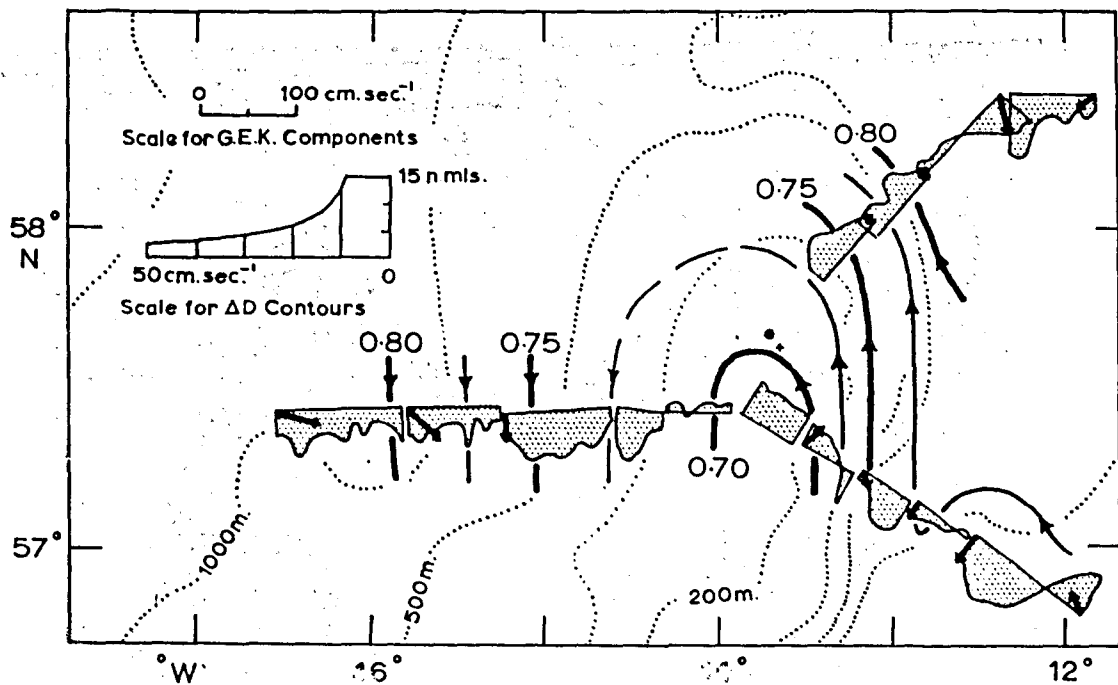 0 100 cm.sec.⁻¹
Scale for G.E.K. Components
15 n mls.
50 cm.sec.⁻¹ 0
Scale for ΔD Contours
0.80
0.75
58°
N
0.80
0.75
0.70
57°
1000m.
500m.
200m.
°W 16° 12°